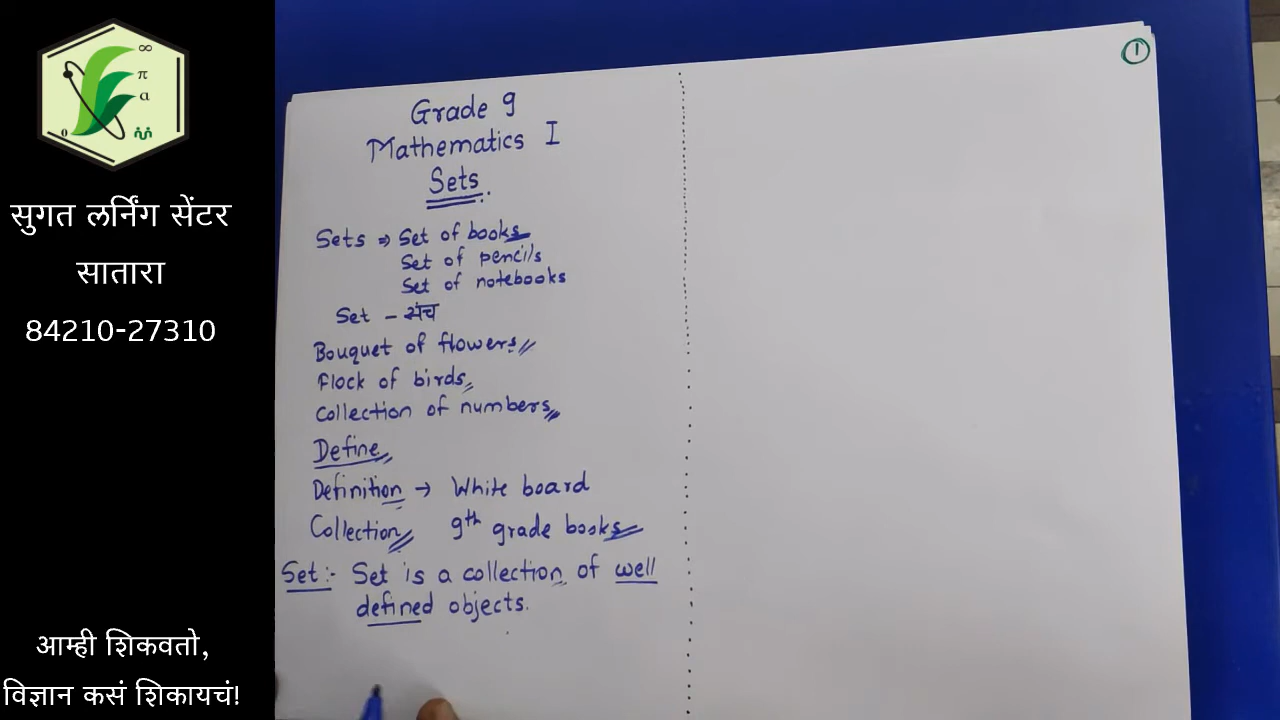 ∞
π
a
0
सुगत लर्निंग सेंटर
सातारा
84210-27310
आम्ही शिकवतो,
विज्ञान कसं शिकायचं!
1
Grade 9
Mathematics I
Sets
Sets ⇒ Set of books
Set of pencils
Set of notebooks
Set - संच
Bouquet of flowers
Flock of birds
Collection of numbers
Define
Definition → White board
Collection 9th grade books
Set:- Set is a collection of well
defined objects.